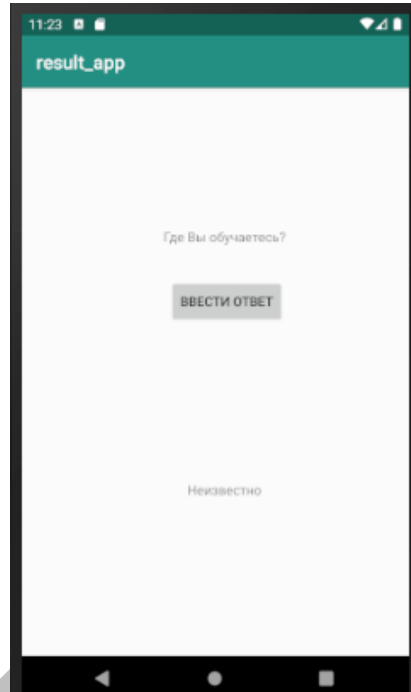 11:23
result_app
Где Вы обучаетесь?
ВВЕСТИ ОТВЕТ
Неизвестно